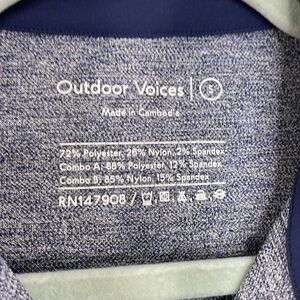 Outdoor Voices | S
Made in Cambodia
72% Polyester, 26% Nylon, 2% Spandex
Combo A: 88% Polyester, 12% Spandex
Combo B: 85% Nylon, 15% Spandex
RN147908 /